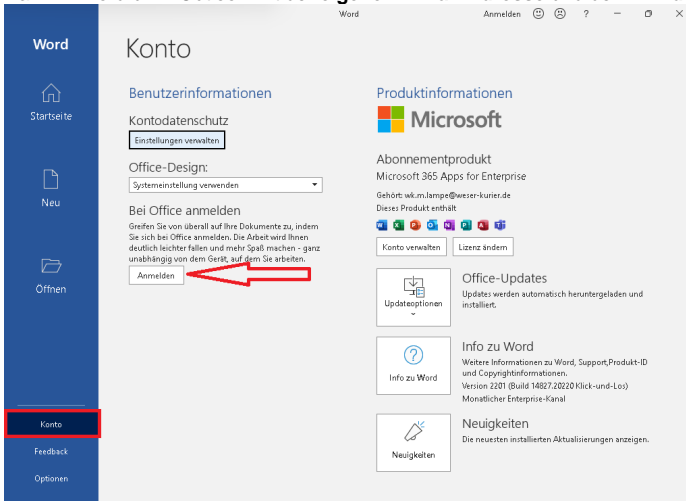 Word
Anmelden
?
Word
Konto
Startseite
Neu
Öffnen
Konto
Feedback
Optionen
Benutzerinformationen
Kontodatenschutz
Einstellungen verwalten
Office-Design:
Systemeinstellung verwenden
Bei Office anmelden
Greifen Sie von überall auf Ihre Dokumente zu, indem
Sie sich bei Office anmelden. Die Arbeit wird Ihnen
deutlich leichter fallen und mehr Spaß machen - ganz
unabhängig von dem Gerät, auf dem Sie arbeiten.
Anmelden
Produktinformationen
Microsoft
Abonnementprodukt
Microsoft 365 Apps for Enterprise
Gehört: wk.m.lampe@weser-kurier.de
Dieses Produkt enthält
Konto verwalten
Lizenz ändern
Updateoptionen
Office-Updates
Updates werden automatisch heruntergeladen und
installiert.
Info zu Word
Info zu Word
Weitere Informationen zu Word, Support,Produkt-ID
und Copyrightinformationen.
Version 2201 (Build 14827.20220 Klick-und-Los)
Monatlicher Enterprise-Kanal
Neuigkeiten
Neuigkeiten
Die neuesten installierten Aktualisierungen anzeigen.